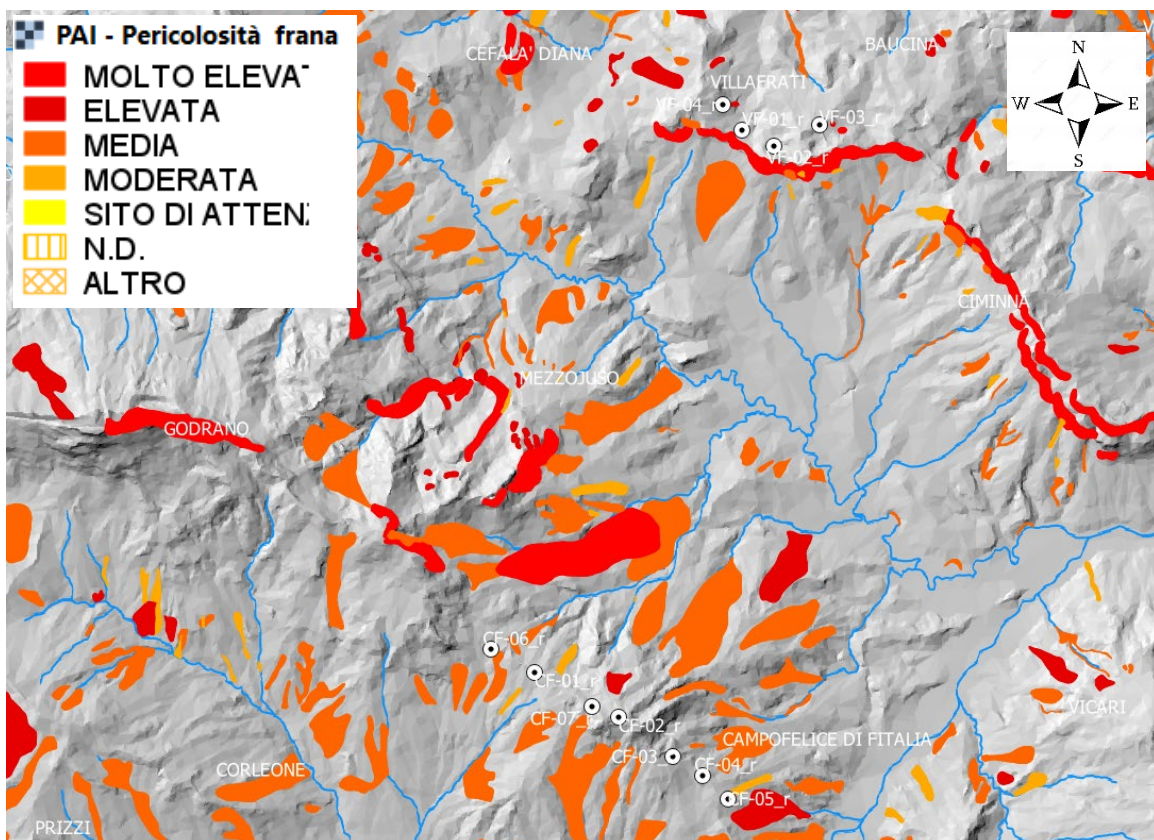 PAI - Pericolosità frana
MOLTO ELEVA
ELEVATA
MEDIA
MODERATA
SITO DI ATTEN
N.D.
ALTRO
N
W
E
S
CEFALA' DIANA
BAUCINA
VILLAFRATI
VF-04_r
VF-01_r
VF-03_r
VF-02_r
CIMINNA
MEZZOJUSO
GODRANO
CF-06_r
CF-01_r
CF-07_r
CF-02_r
VICARI
CAMPOFELICE DI FITALIA
CF-03_r
CF-04_r
CORLEONE
CF-05_r
PRIZZI